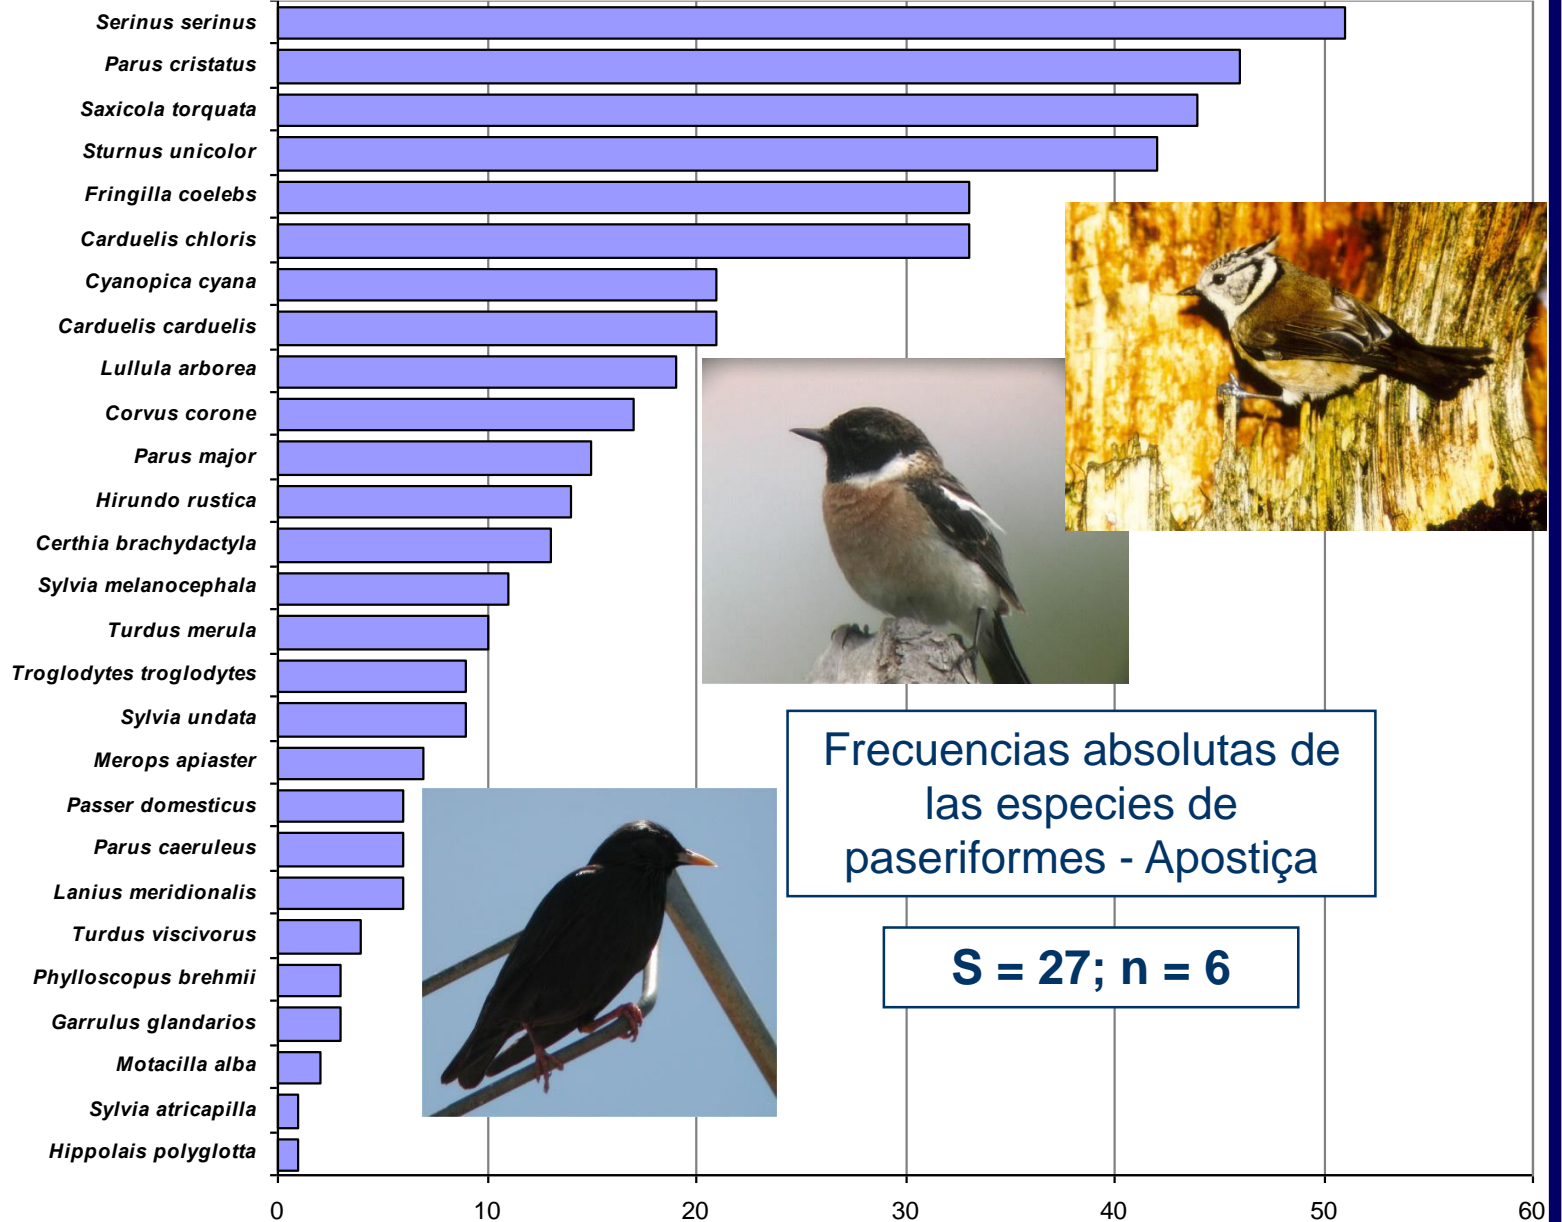 Serinus serinus
Parus cristatus
Saxicola torquata
Sturnus unicolor
Fringilla coelebs
Carduelis chloris
Cyanopica cyana
Carduelis carduelis
Lullula arborea
Corvus corone
Parus major
Hirundo rustica
Certhia brachydactyla
Sylvia melanocephala
Turdus merula
Troglodytes troglodytes
Sylvia undata
Merops apiaster
Passer domesticus
Parus caeruleus
Lanius meridionalis
Turdus viscivorus
Phylloscopus brehmii
Garrulus glandarios
Motacilla alba
Sylvia atricapilla
Hippolais polyglotta
0 10 20 30 40 50 60
Frecuencias absolutas de
las especies de
paseriformes - Apostiça
S = 27; n = 6